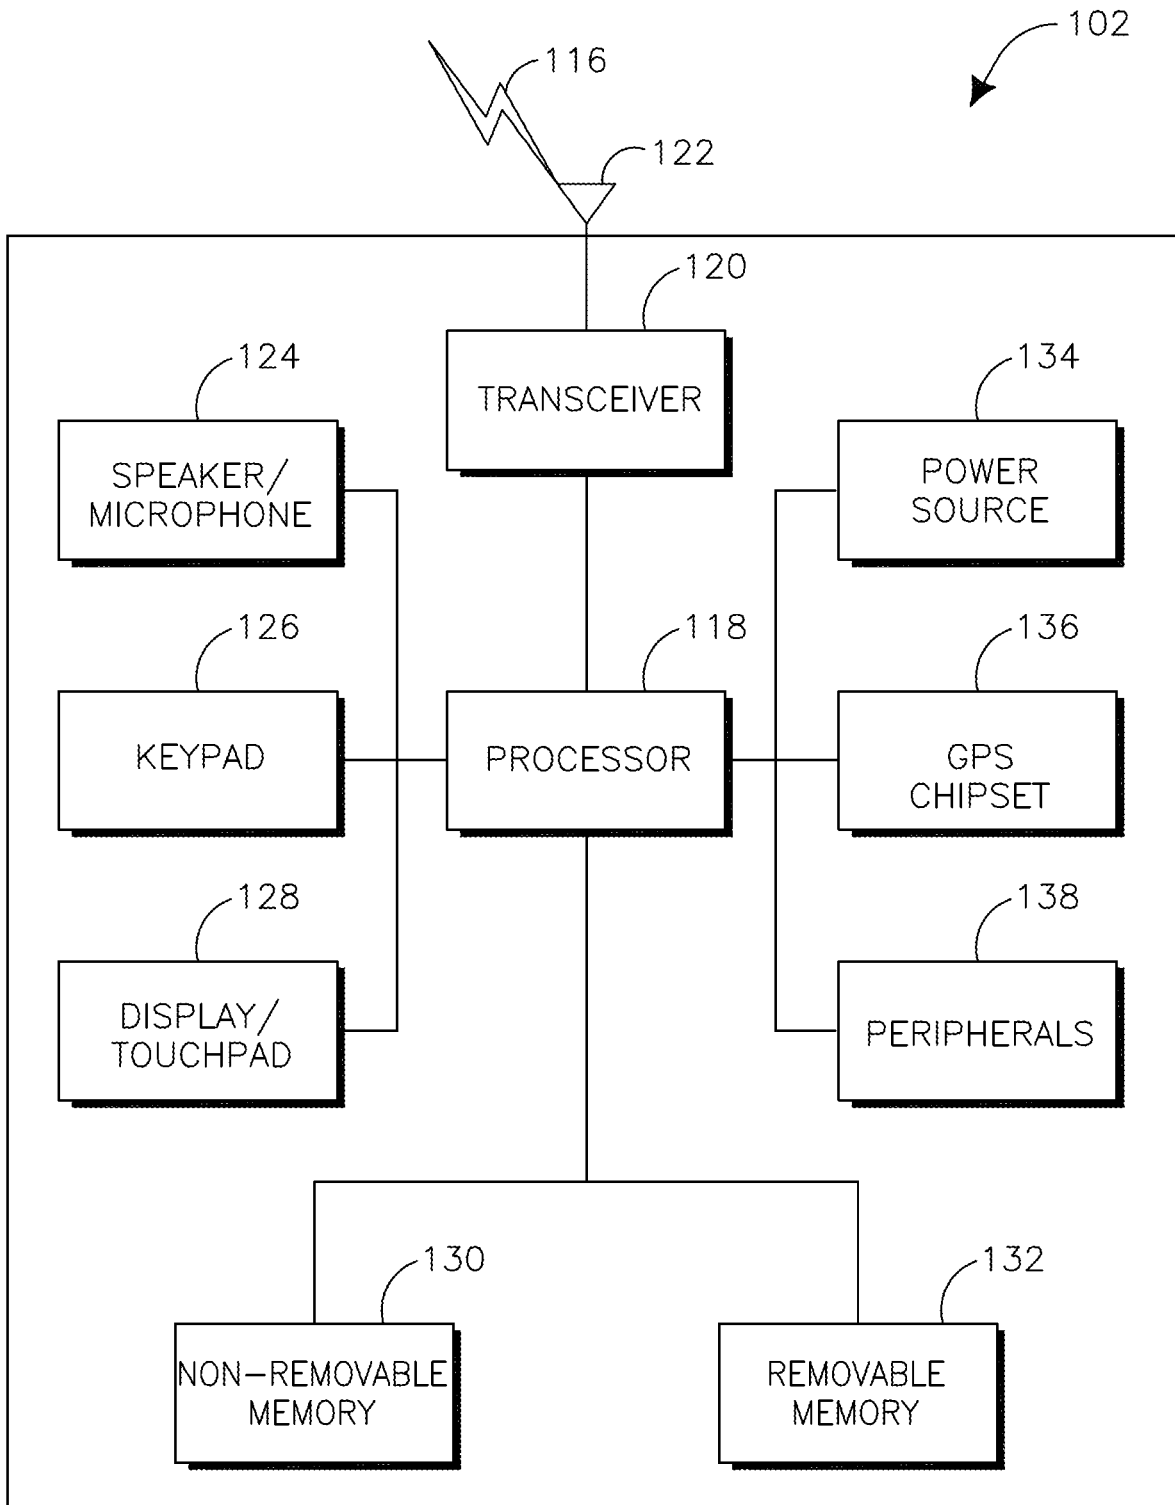 102
116
122
120
TRANSCEIVER
124
SPEAKER/
MICROPHONE
134
POWER
SOURCE
126
KEYPAD
118
PROCESSOR
136
GPS
CHIPSET
128
DISPLAY/
TOUCHPAD
138
PERIPHERALS
130
NON-REMOVABLE
MEMORY
132
REMOVABLE
MEMORY